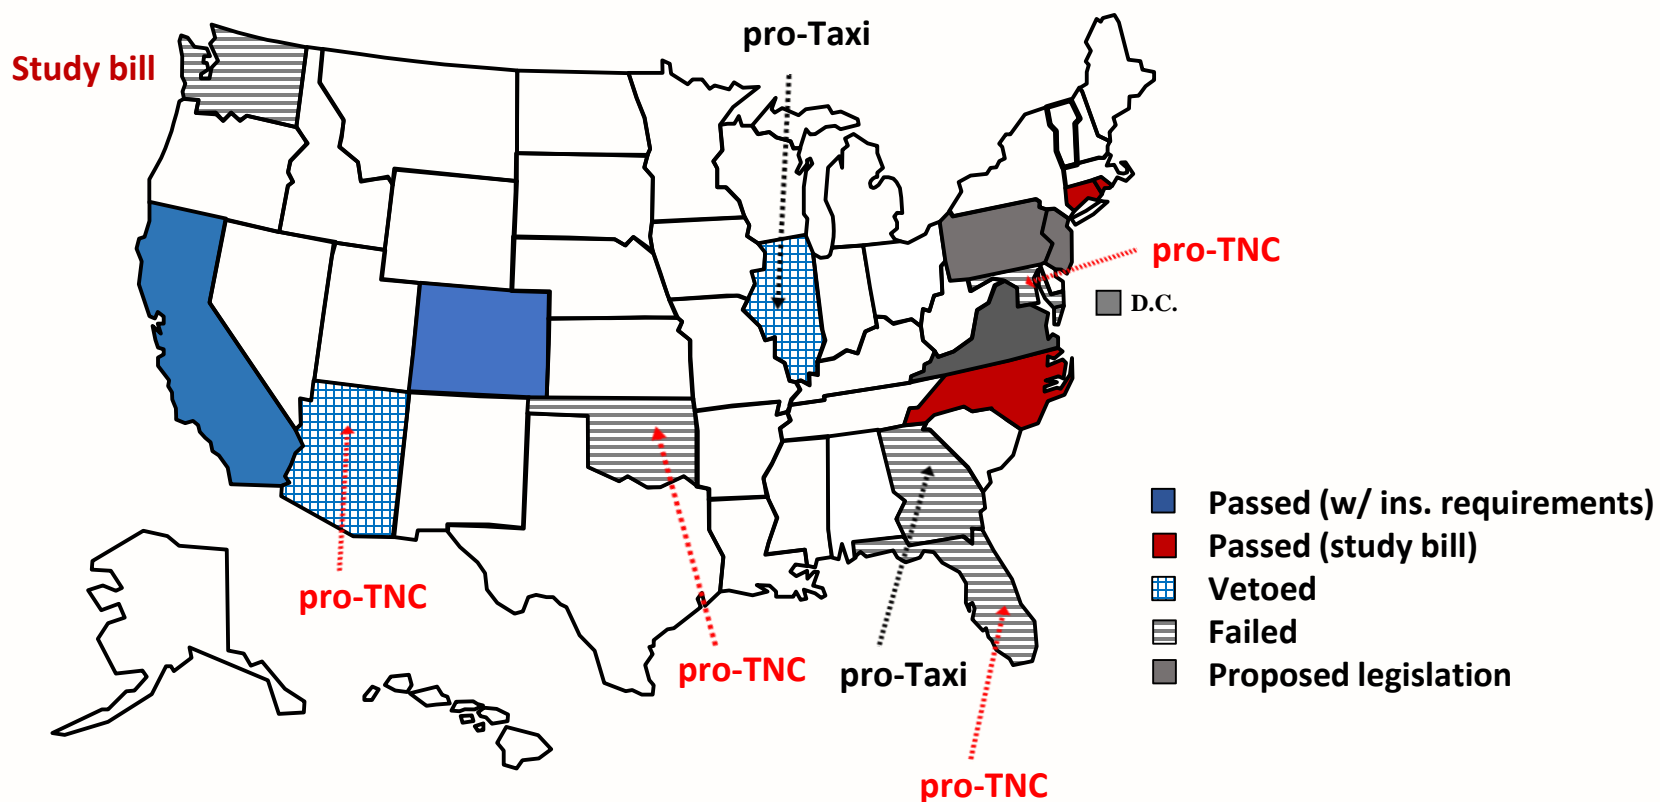 pro-Taxi
Study bill
pro-TNC
D.C.
Passed (w/ ins. requirements)
Passed (study bill)
Vetoed
Failed
Proposed legislation
pro-TNC
pro-TNC
pro-Taxi
pro-TNC